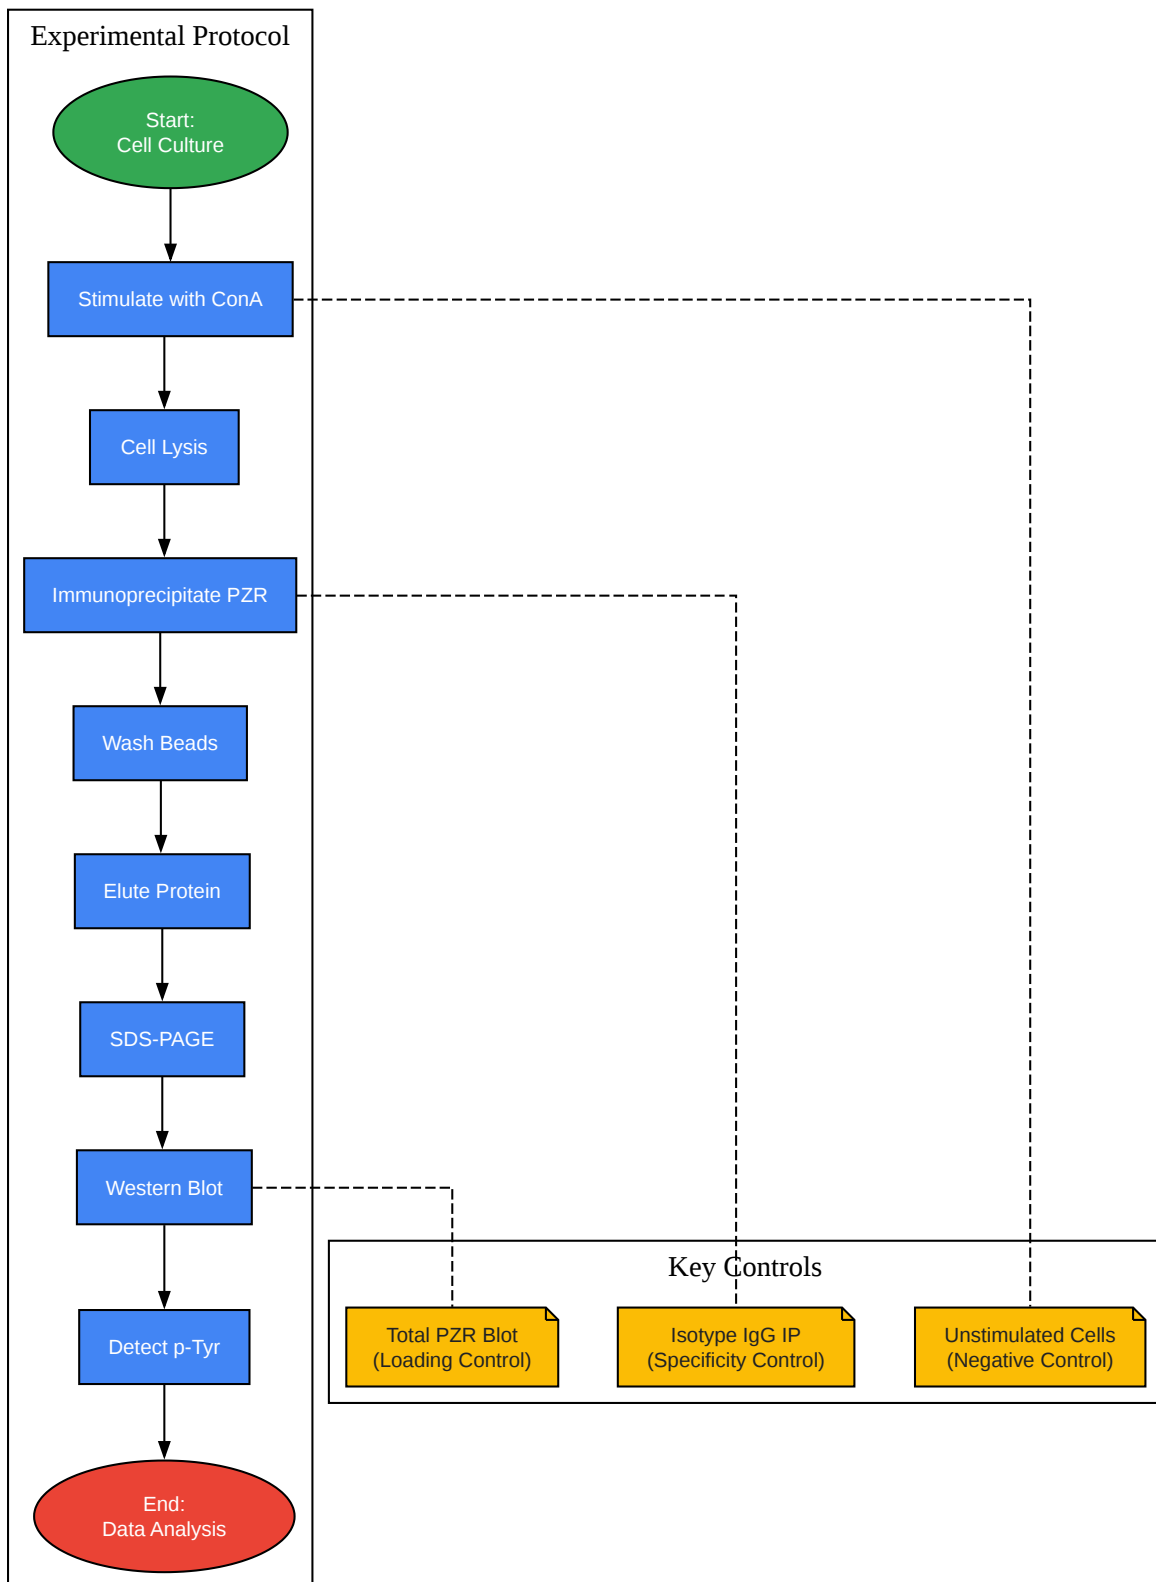 Experimental Protocol
Start:
Cell Culture
Stimulate with ConA
Cell Lysis
Immunoprecipitate PZR
Wash Beads
Elute Protein
SDS-PAGE
Western Blot
Detect p-Tyr
End:
Data Analysis
Key Controls
Total PZR Blot
(Loading Control)
Isotype IgG IP
(Specificity Control)
Unstimulated Cells
(Negative Control)